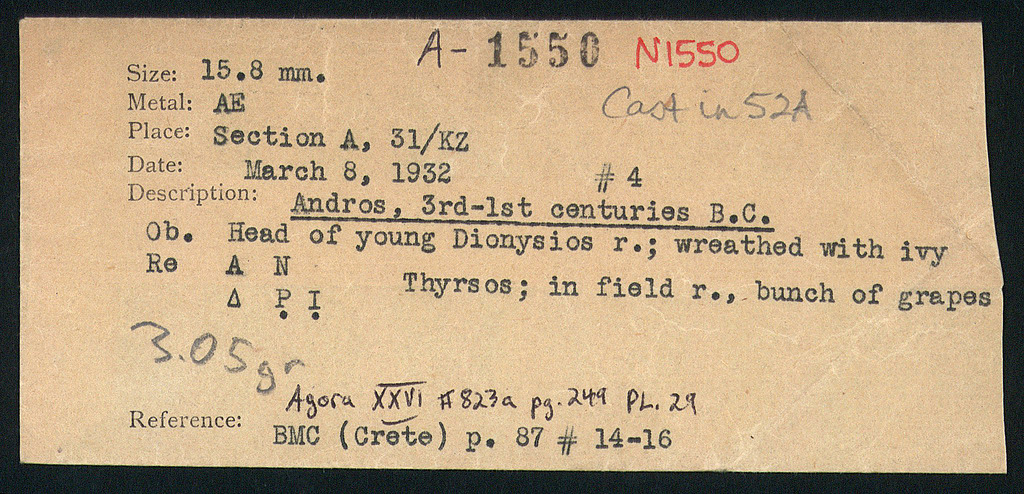 A- 1550 N1550
Size: 15.8 mm.
Metal: AE
Cast in 52A
Place: Section A, 31/KZ
Date: March 8, 1932 # 4
Description: Andros, 3rd-1st centuries B.C.
Ob. Head of young Dionysios r.; wreathed with ivy
Re A N
Δ Ṛ Ị Thyrsos; in field r., bunch of grapes
3.05gr
Agora XXVI #823a pg. 249 PL. 29
Reference: BMC (Crete) p. 87 # 14-16